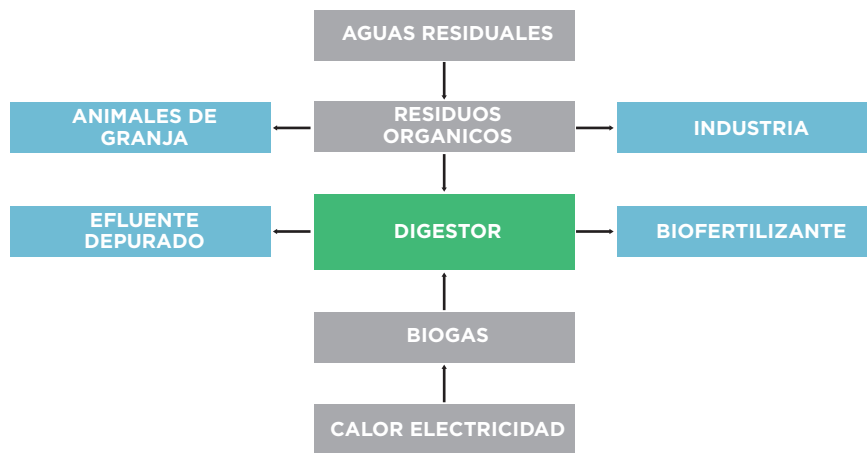 AGUAS RESIDUALES
ANIMALES DE
GRANJA
RESIDUOS
ORGANICOS
INDUSTRIA
EFLUENTE
DEPURADO
DIGESTOR
BIOFERTILIZANTE
BIOGAS
CALOR ELECTRICIDAD